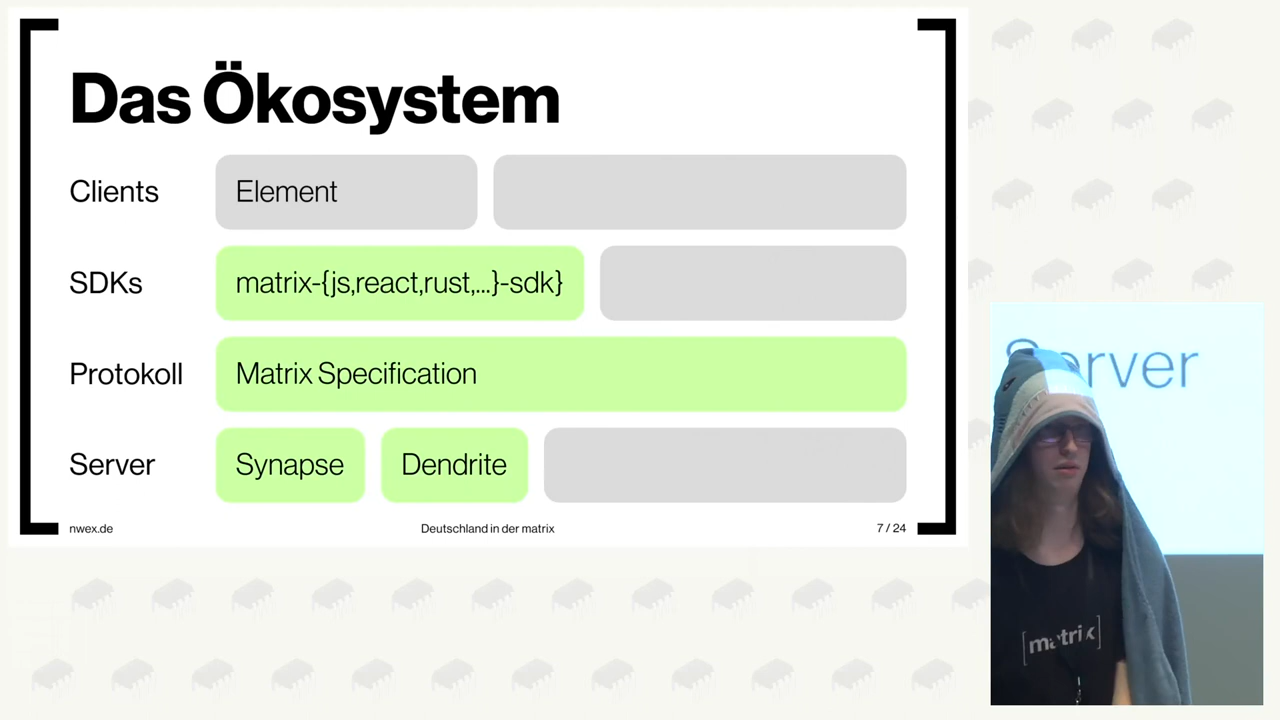 Das Ökosystem
Clients
Element
SDKs
matrix-{js,react,rust,...}-sdk}
Protokoll
Matrix Specification
Server
Synapse
Dendrite
nwex.de
Deutschland in der matrix
7 / 24
Server
[matrix]